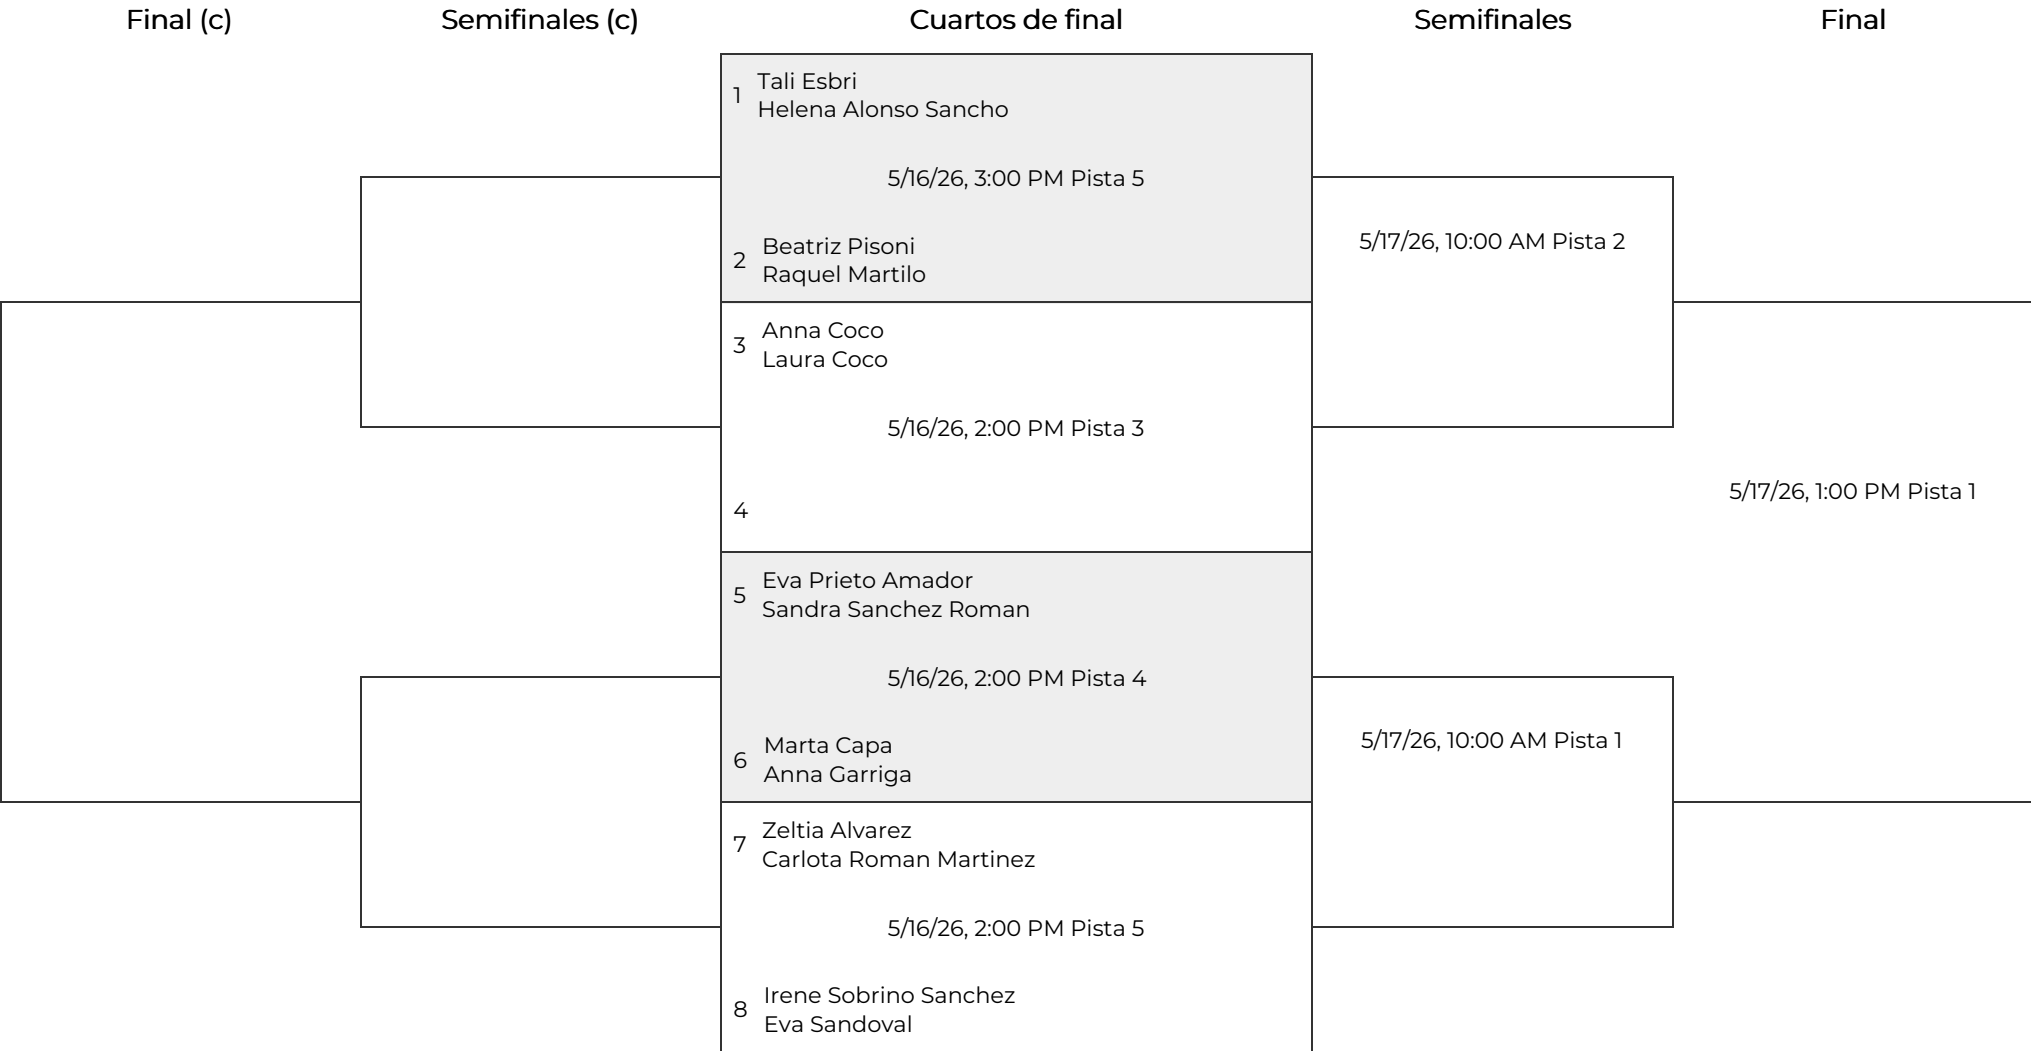 Final (c)
Semifinales (c)
Cuartos de final
Semifinales
Final
1
Tali Esbri
Helena Alonso Sancho
5/16/26, 3:00 PM Pista 5
2
Beatriz Pisoni
Raquel Martilo
5/17/26, 10:00 AM Pista 2
3
Anna Coco
Laura Coco
5/16/26, 2:00 PM Pista 3
4
5/17/26, 1:00 PM Pista 1
5
Eva Prieto Amador
Sandra Sanchez Roman
5/16/26, 2:00 PM Pista 4
6
Marta Capa
Anna Garriga
5/17/26, 10:00 AM Pista 1
7
Zeltia Alvarez
Carlota Roman Martinez
5/16/26, 2:00 PM Pista 5
8
Irene Sobrino Sanchez
Eva Sandoval